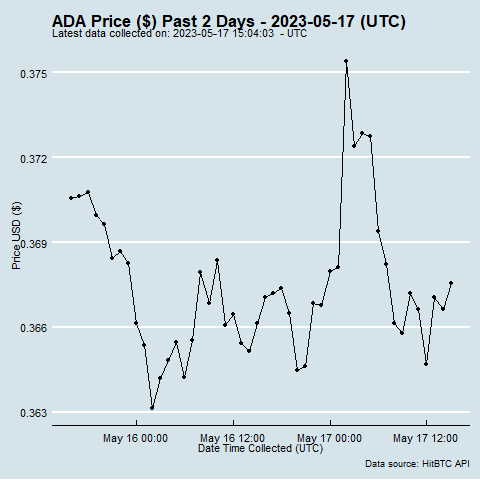 ADA Price ($) Past 2 Days - 2023-05-17 (UTC)
Latest data collected on: 2023-05-17 15:04:03 - UTC
0.375
0.372
0.369
0.366
0.363
Price USD ($)
May 16 00:00 May 16 12:00 May 17 00:00 May 17 12:00
Date Time Collected (UTC)
Data source: HitBTC API